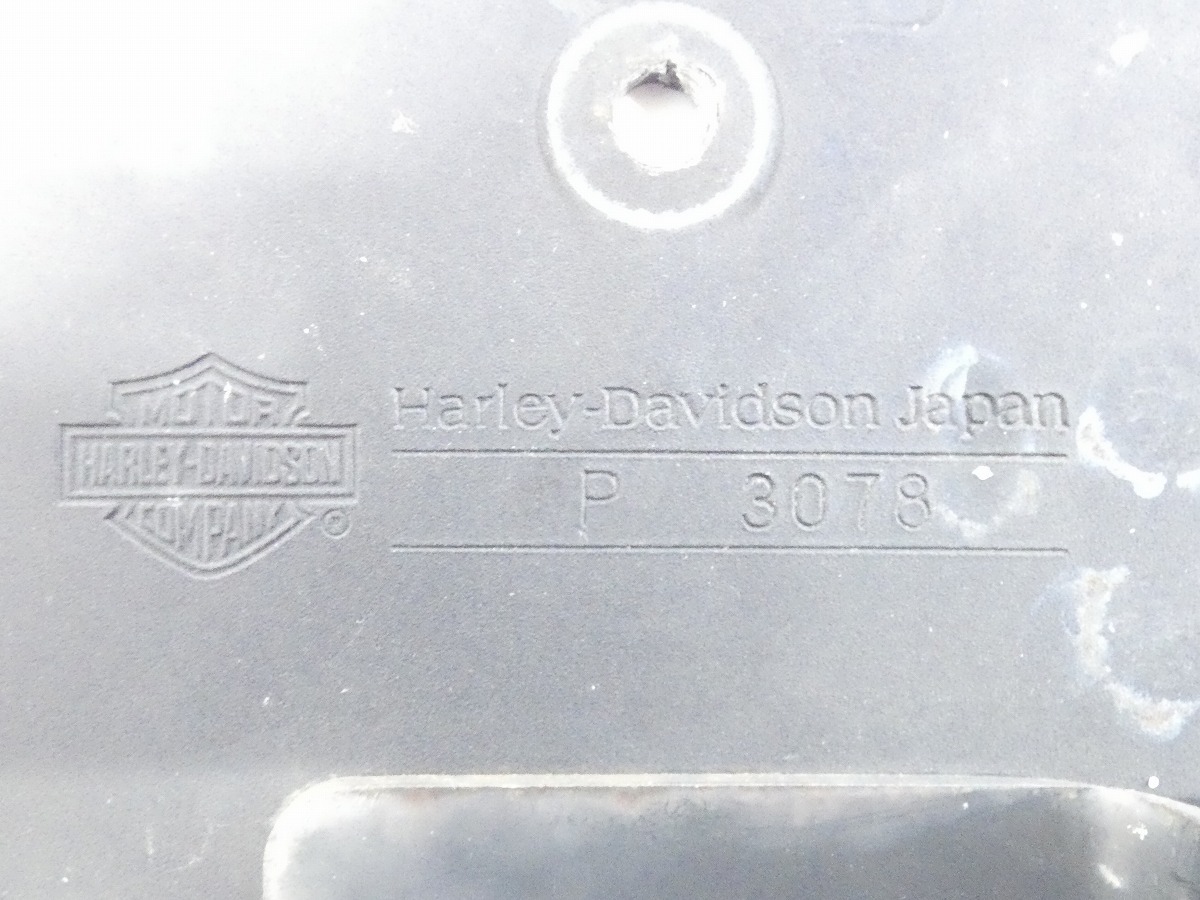 MOTOR
HARLEY-DAVIDSON
COMPANY
®
Harley-Davidson Japan
P 3078